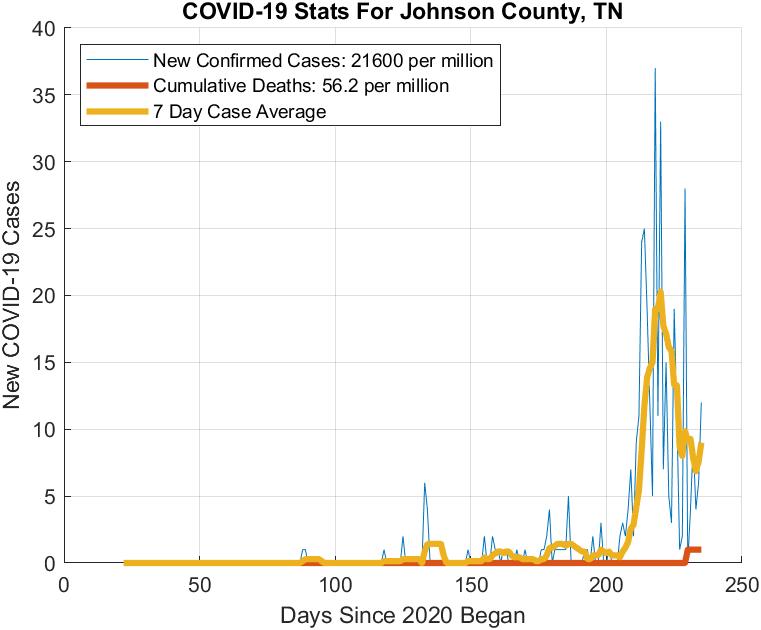 COVID-19 Stats For Johnson County, TN
New Confirmed Cases: 21600 per million
Cumulative Deaths: 56.2 per million
7 Day Case Average
40
35
30
25
20
15
10
5
0
New COVID-19 Cases
0 50 100 150 200 250
Days Since 2020 Began